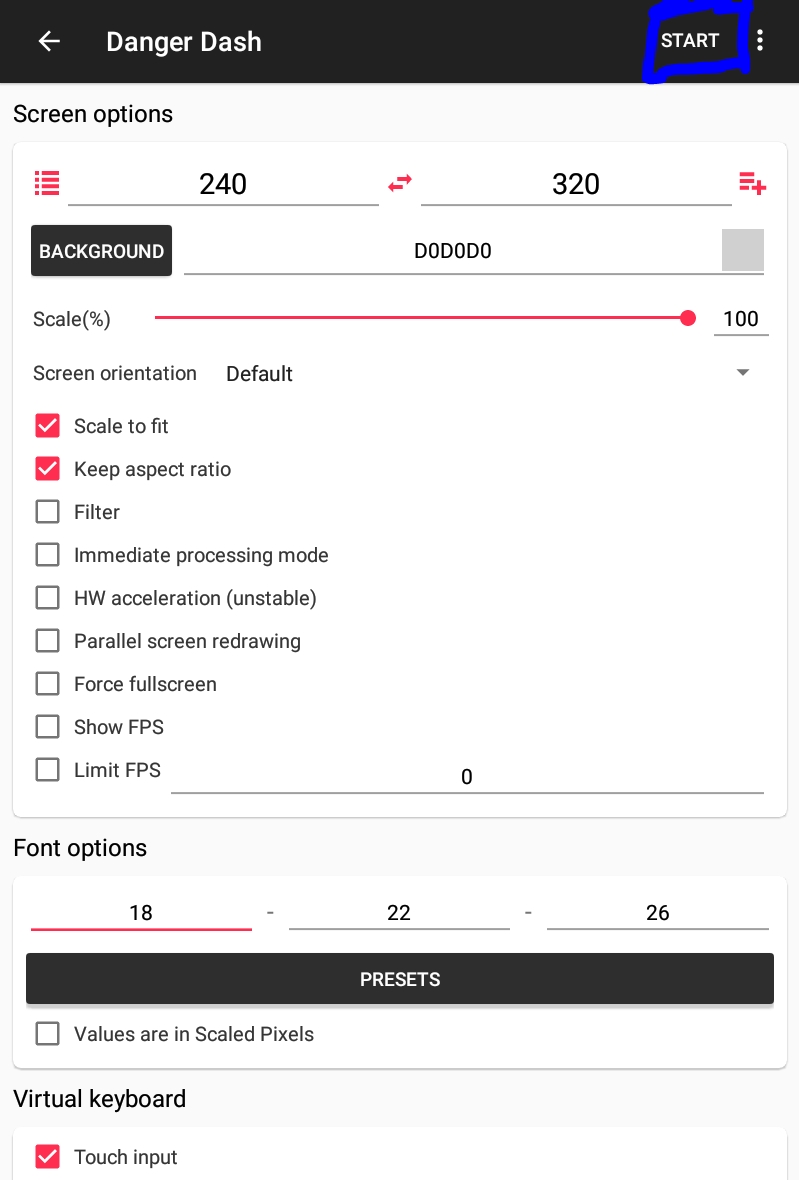 Danger Dash START
Screen options
240 320
BACKGROUND D0D0D0
Scale(%) 100
Screen orientation Default
Scale to fit
Keep aspect ratio
Filter
Immediate processing mode
HW acceleration (unstable)
Parallel screen redrawing
Force fullscreen
Show FPS
Limit FPS 0
Font options
18 - 22 - 26
PRESETS
Values are in Scaled Pixels
Virtual keyboard
Touch input